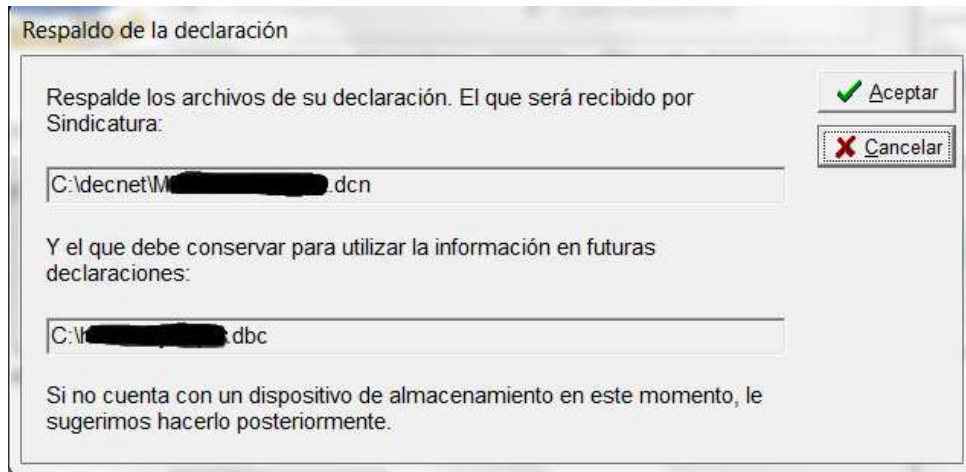 Respaldo de la declaración
Respalde los archivos de su declaración. El que será recibido por
Sindicatura:
Aceptar
Cancelar
C:\decnet\M .dcn
Y el que debe conservar para utilizar la información en futuras
declaraciones:
C:\ .dbc
Si no cuenta con un dispositivo de almacenamiento en este momento, le
sugerimos hacerlo posteriormente.